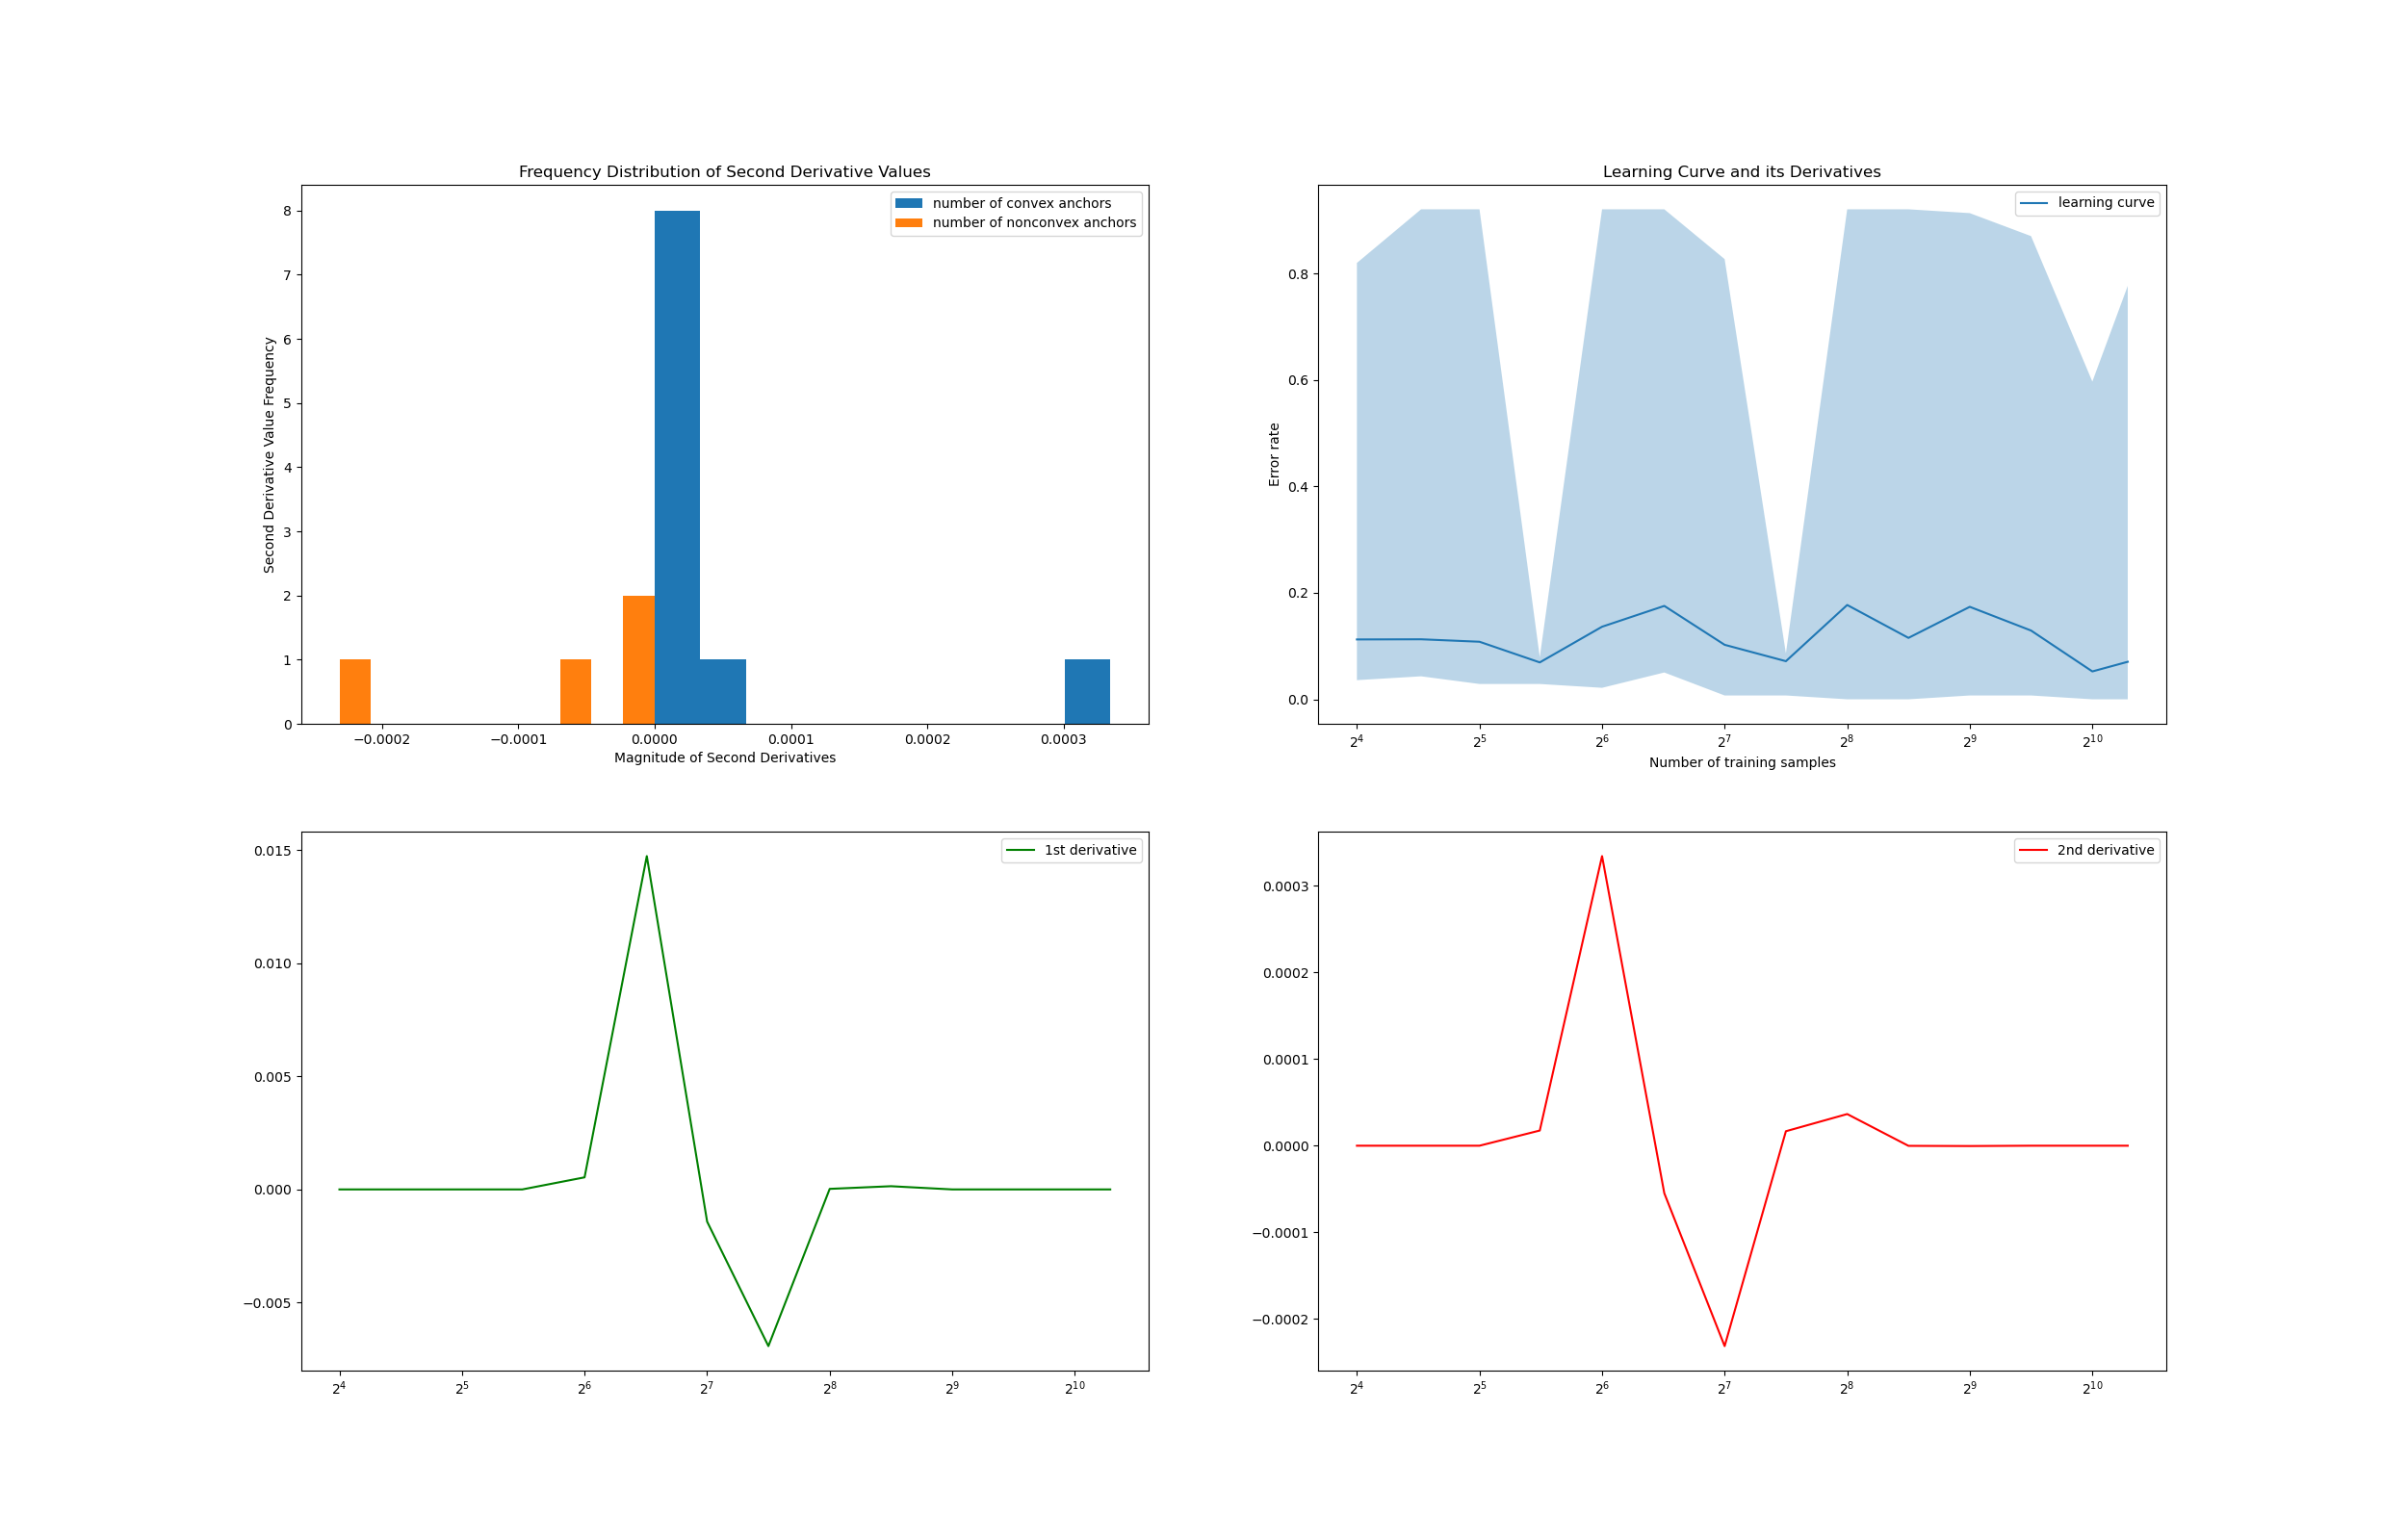 Frequency Distribution of Second Derivative Values
number of convex anchors
number of nonconvex anchors
8
7
6
5
4
3
2
1
0
Second Derivative Value Frequency
−0.0002 −0.0001 0.0000 0.0001 0.0002 0.0003
Magnitude of Second Derivatives
Learning Curve and its Derivatives
learning curve
0.8
0.6
0.4
0.2
0.0
Error rate
2^4 2^5 2^6 2^7 2^8 2^9 2^10
Number of training samples
1st derivative
0.015
0.010
0.005
0.000
−0.005
2^4 2^5 2^6 2^7 2^8 2^9 2^10
2nd derivative
0.0003
0.0002
0.0001
0.0000
−0.0001
−0.0002
2^4 2^5 2^6 2^7 2^8 2^9 2^10